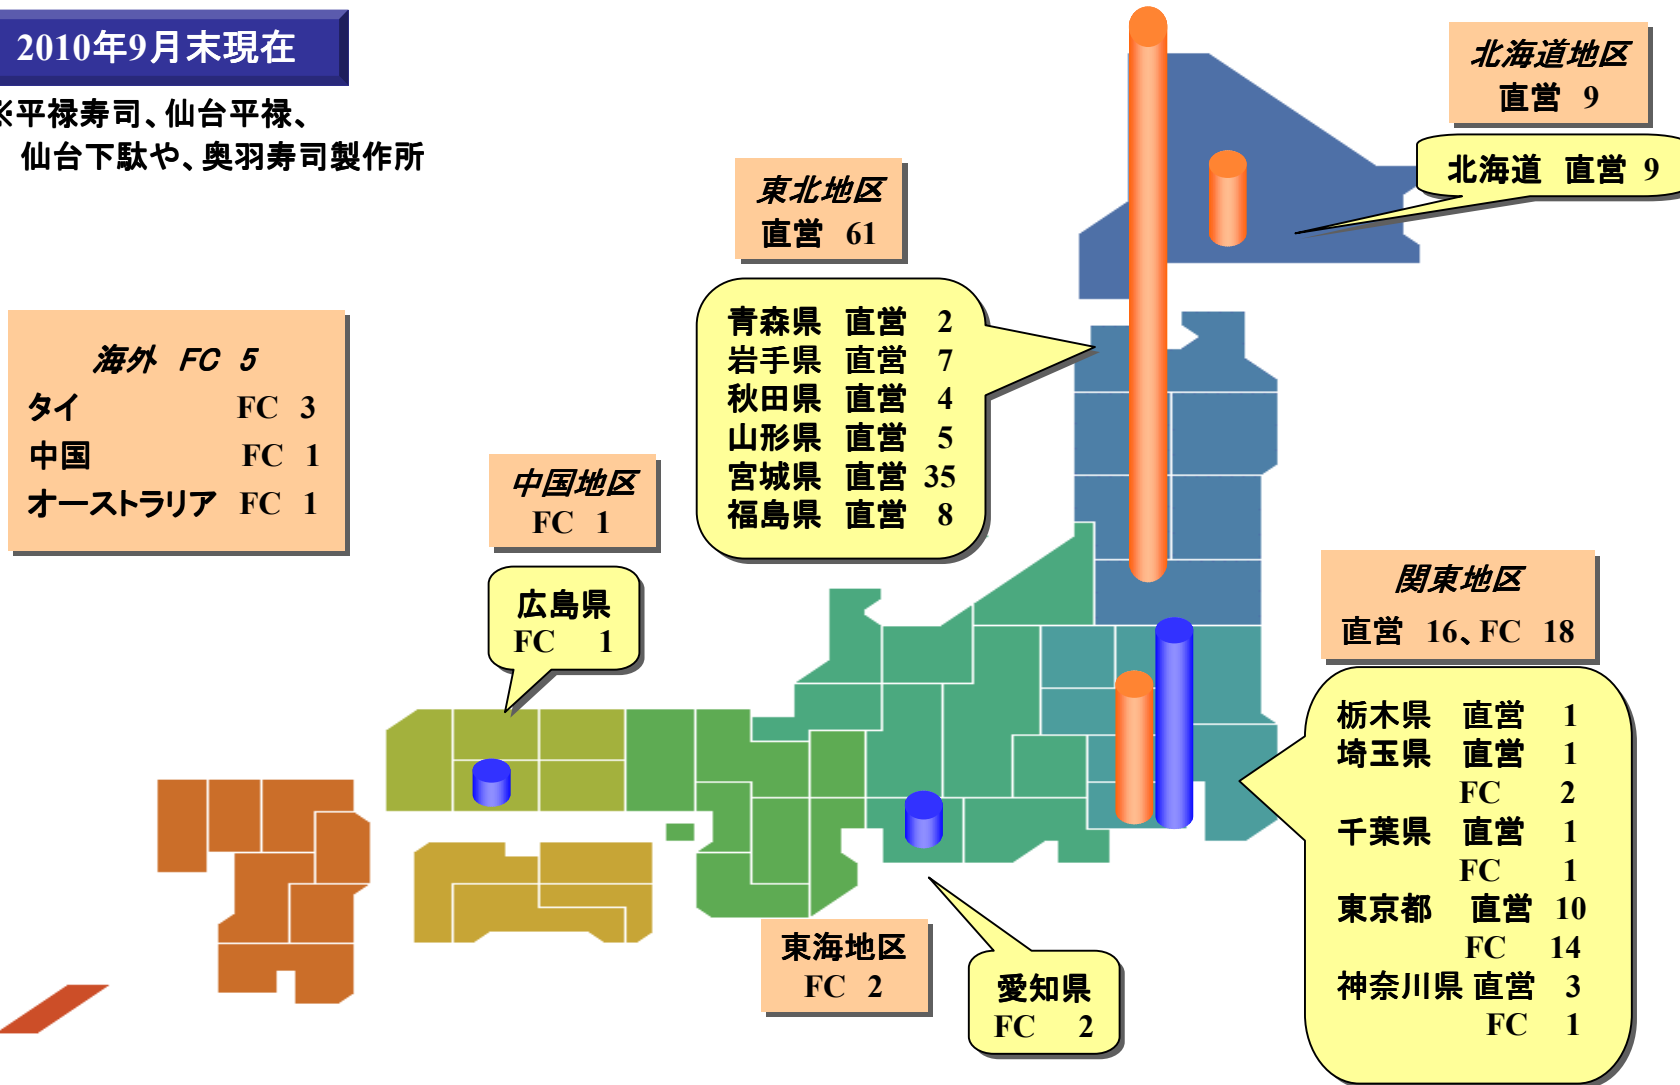 2010年9月末現在
※平禄寿司、仙台平禄、
仙台下駄や、奥羽寿司製作所
北海道地区
直営 9
北海道 直営 9
東北地区
直営 61
青森県 直営 2
岩手県 直営 7
秋田県 直営 4
山形県 直営 5
宮城県 直営 35
福島県 直営 8
海外 FC 5
タイ FC 3
中国 FC 1
オーストラリア FC 1
中国地区
FC 1
広島県
FC 1
関東地区
直営 16、FC 18
栃木県 直営 1
埼玉県 直営 1
FC 2
千葉県 直営 1
FC 1
東京都 直営 10
FC 14
神奈川県 直営 3
FC 1
東海地区
FC 2
愛知県
FC 2